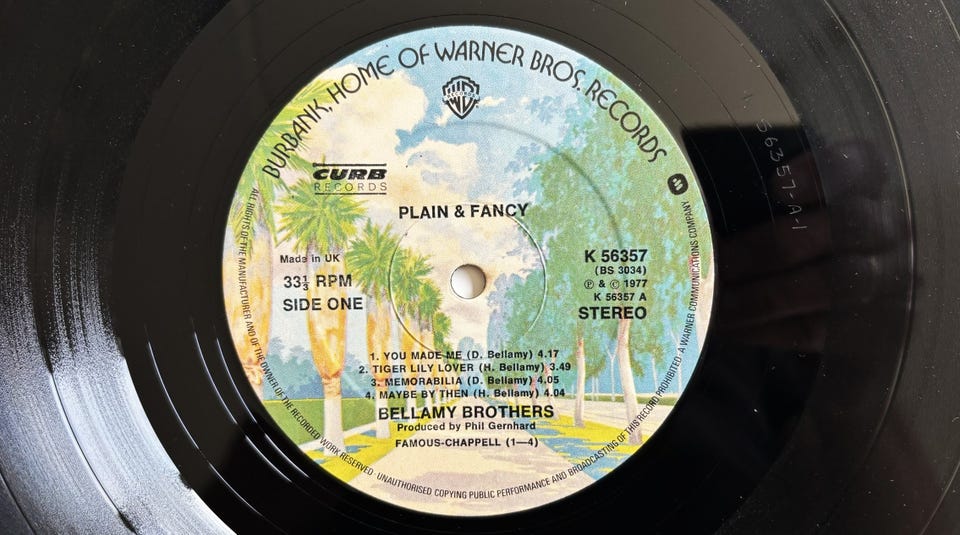 BURBANK, HOME OF WARNER BROS. RECORDS
RECORDS
CURB
RECORDS
PLAIN & FANCY
Made in UK
33⅓ RPM
SIDE ONE
K 56357
(BS 3034)
℗ & © 1977
K 56357 A
STEREO
1. YOU MADE ME (D. Bellamy) 4.17
2. TIGER LILY LOVER (H. Bellamy) 3.49
3. MEMORABILIA (D. Bellamy) 4.05
4. MAYBE BY THEN (H. Bellamy) 4.04
BELLAMY BROTHERS
Produced by Phil Gernhard
FAMOUS-CHAPPELL (1—4)
ALL RIGHTS OF THE MANUFACTURER AND OF THE OWNER OF THE RECORDED WORK RESERVED · UNAUTHORISED COPYING PUBLIC PERFORMANCE AND BROADCASTING OF THIS RECORD PROHIBITED · A WARNER COMMUNICATIONS COMPANY
56357-A-1